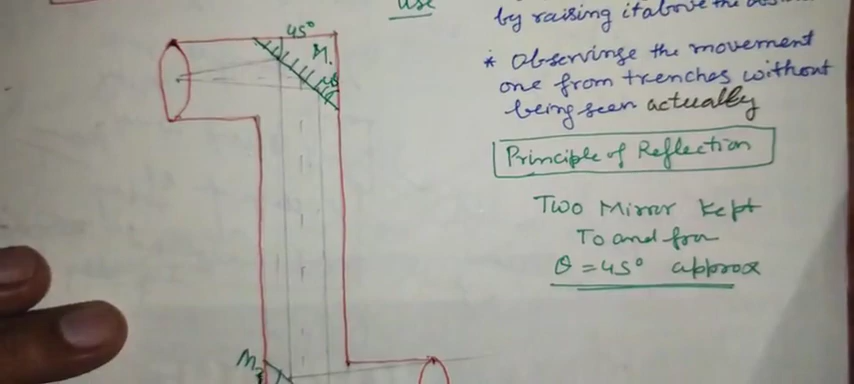 use
by raising it above the
* Observinge the movement
one from trenches without
being seen actually
Principle of Reflection
Two Mirror Kept
To and fro
θ = 45° approx
45°
M1
M2